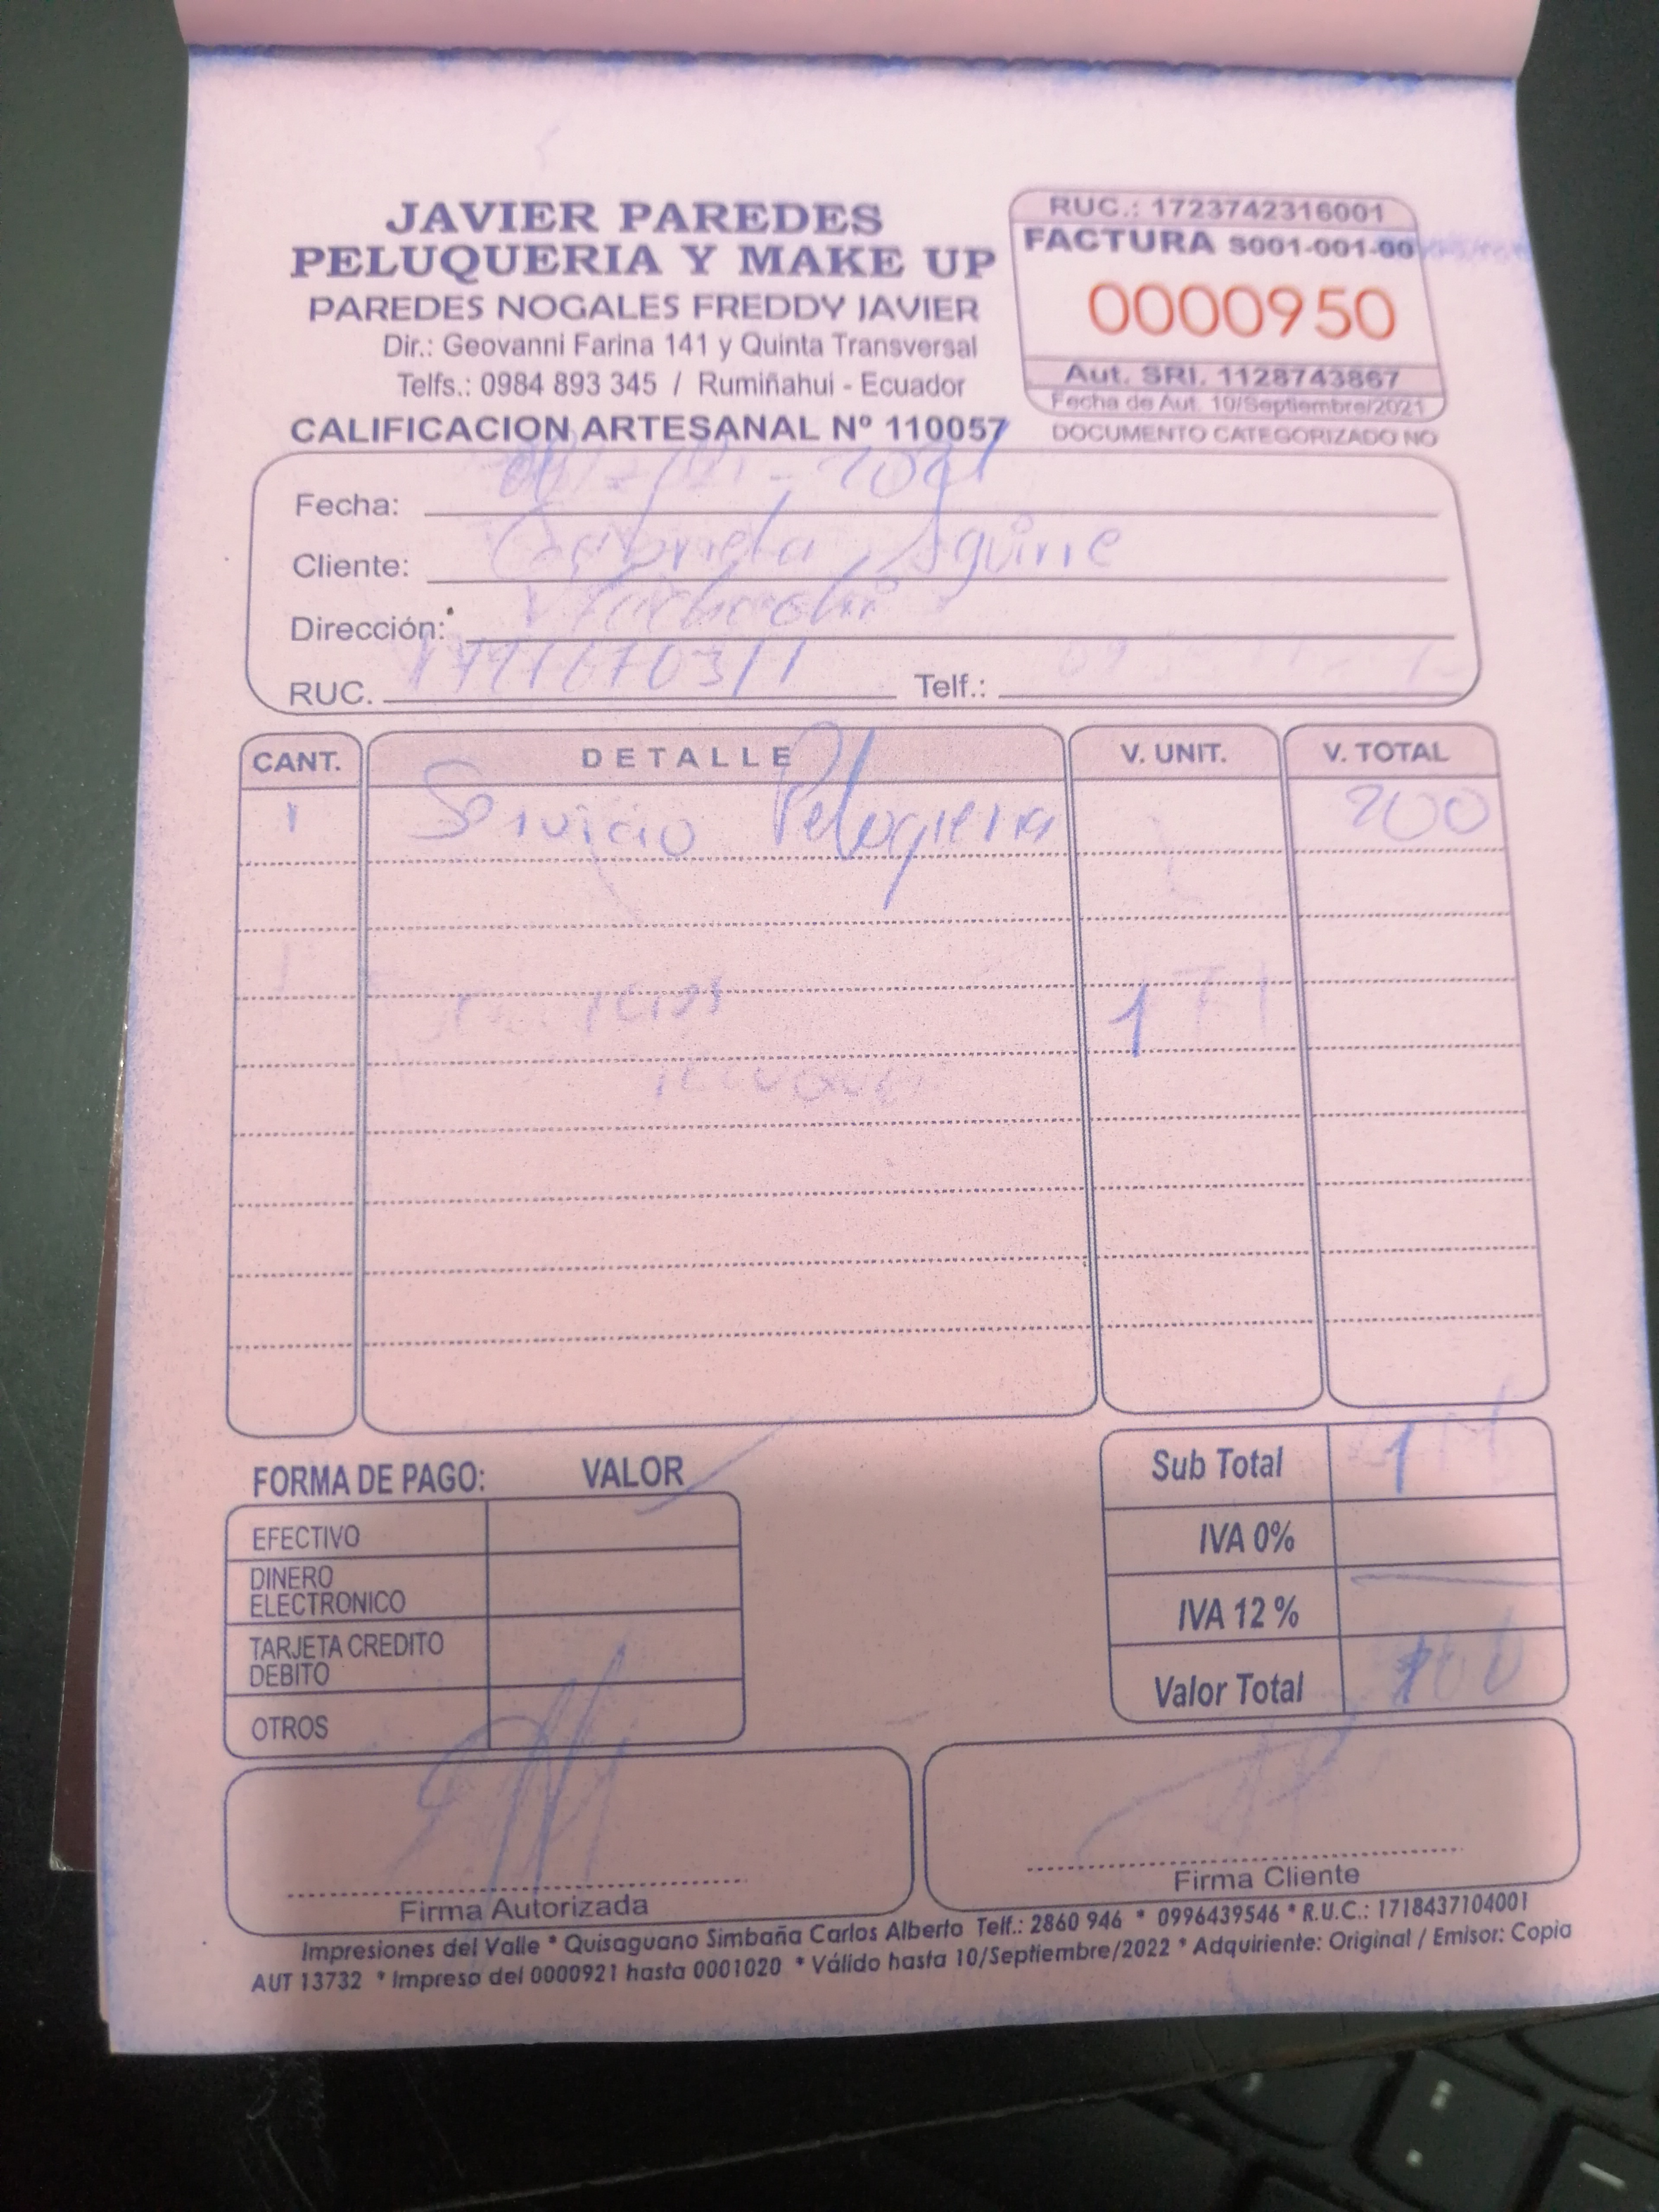 JAVIER PAREDES
PELUQUERIA Y MAKE UP
PAREDES NOGALES FREDDY JAVIER
Dir.: Geovanni Farina 141 y Quinta Transversal
Telfs.: 0984 893 345 / Rumiñahui - Ecuador
CALIFICACION ARTESANAL Nº 110057
RUC.: 1723742316001
FACTURA S001-001-00
0000950
Aut. SRI. 1128743867
Fecha de Aut. 10/Septiembre/2021
DOCUMENTO CATEGORIZADO NO
Fecha: 2021
Cliente: Gabriela Aguirre
Dirección:
RUC. Telf.:
CANT. DETALLE V. UNIT. V. TOTAL
1 Servicio Peluqueria 200
FORMA DE PAGO: VALOR
EFECTIVO
DINERO ELECTRONICO
TARJETA CREDITO
DEBITO
OTROS
Sub Total
IVA 0%
IVA 12 %
Valor Total
Firma Autorizada
Firma Cliente
Impresiones del Valle * Quisaguano Simbaña Carlos Alberto Telf.: 2860 946 * 0996439546 * R.U.C.: 1718437104001
AUT 13732 * Impreso del 0000921 hasta 0001020 * Válido hasta 10/Septiembre/2022 * Adquiriente: Original / Emisor: Copia